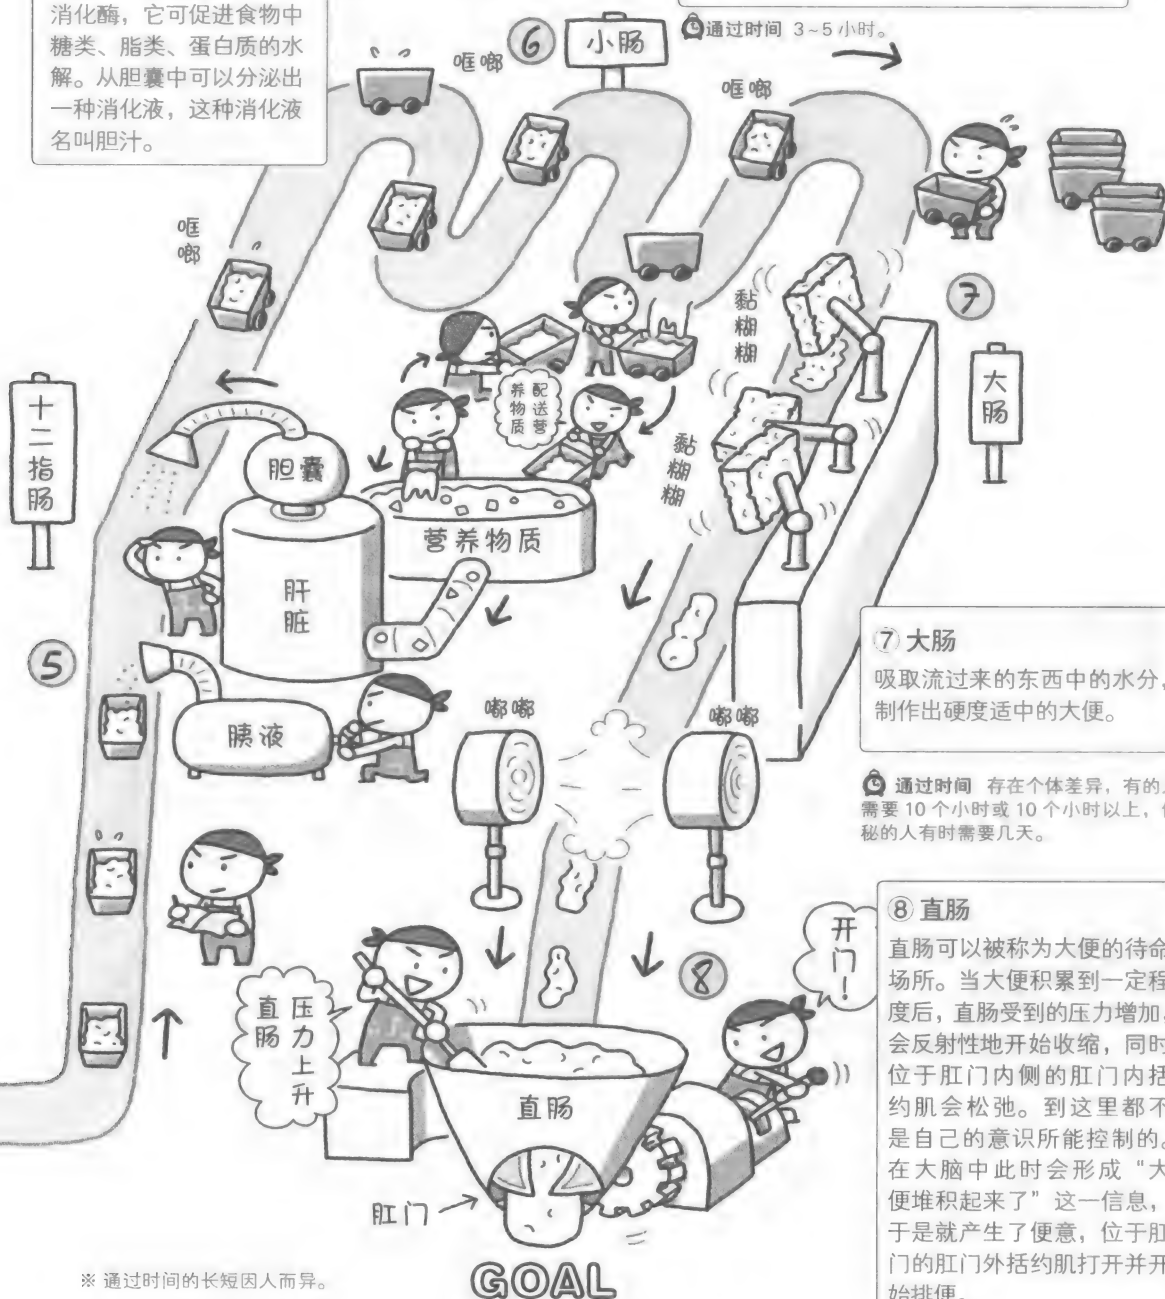 消化酶，它可促进食物中
糖类、脂类、蛋白质的水
解。从胆囊中可以分泌出
一种消化液，这种消化液
名叫胆汁。
⑥
小肠
通过时间 3~5 小时。
哐啷
哐啷
哐啷
⑦
大肠
黏糊糊
黏糊糊
配送营
养物质
十二指肠
胆囊
营养物质
肝脏
⑤
胰液
嘟嘟
嘟嘟
⑦ 大肠
吸取流过来的东西中的水分，
制作出硬度适中的大便。
通过时间 存在个体差异，有的
需要 10 个小时或 10 个小时以上，
秘的人有时需要几天。
⑧
开门！
压力上升
直肠
直肠
肛门
GOAL
⑧ 直肠
直肠可以被称为大便的待命
场所。当大便积累到一定程
度后，直肠受到的压力增加，
会反射性地开始收缩，同时
位于肛门内侧的肛门内括
约肌会松弛。到这里都不
是自己的意识所能控制的。
在大脑中此时会形成“大
便堆积起来了”这一信息，
于是就产生了便意，位于肛
门的肛门外括约肌打开并开
始排便。
※ 通过时间的长短因人而异。